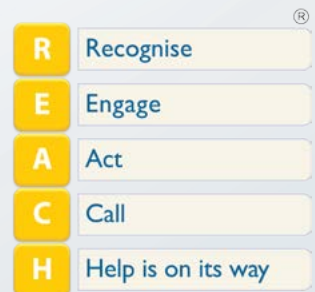 ®
R Recognise
E Engage
A Act
C Call
H Help is on its way